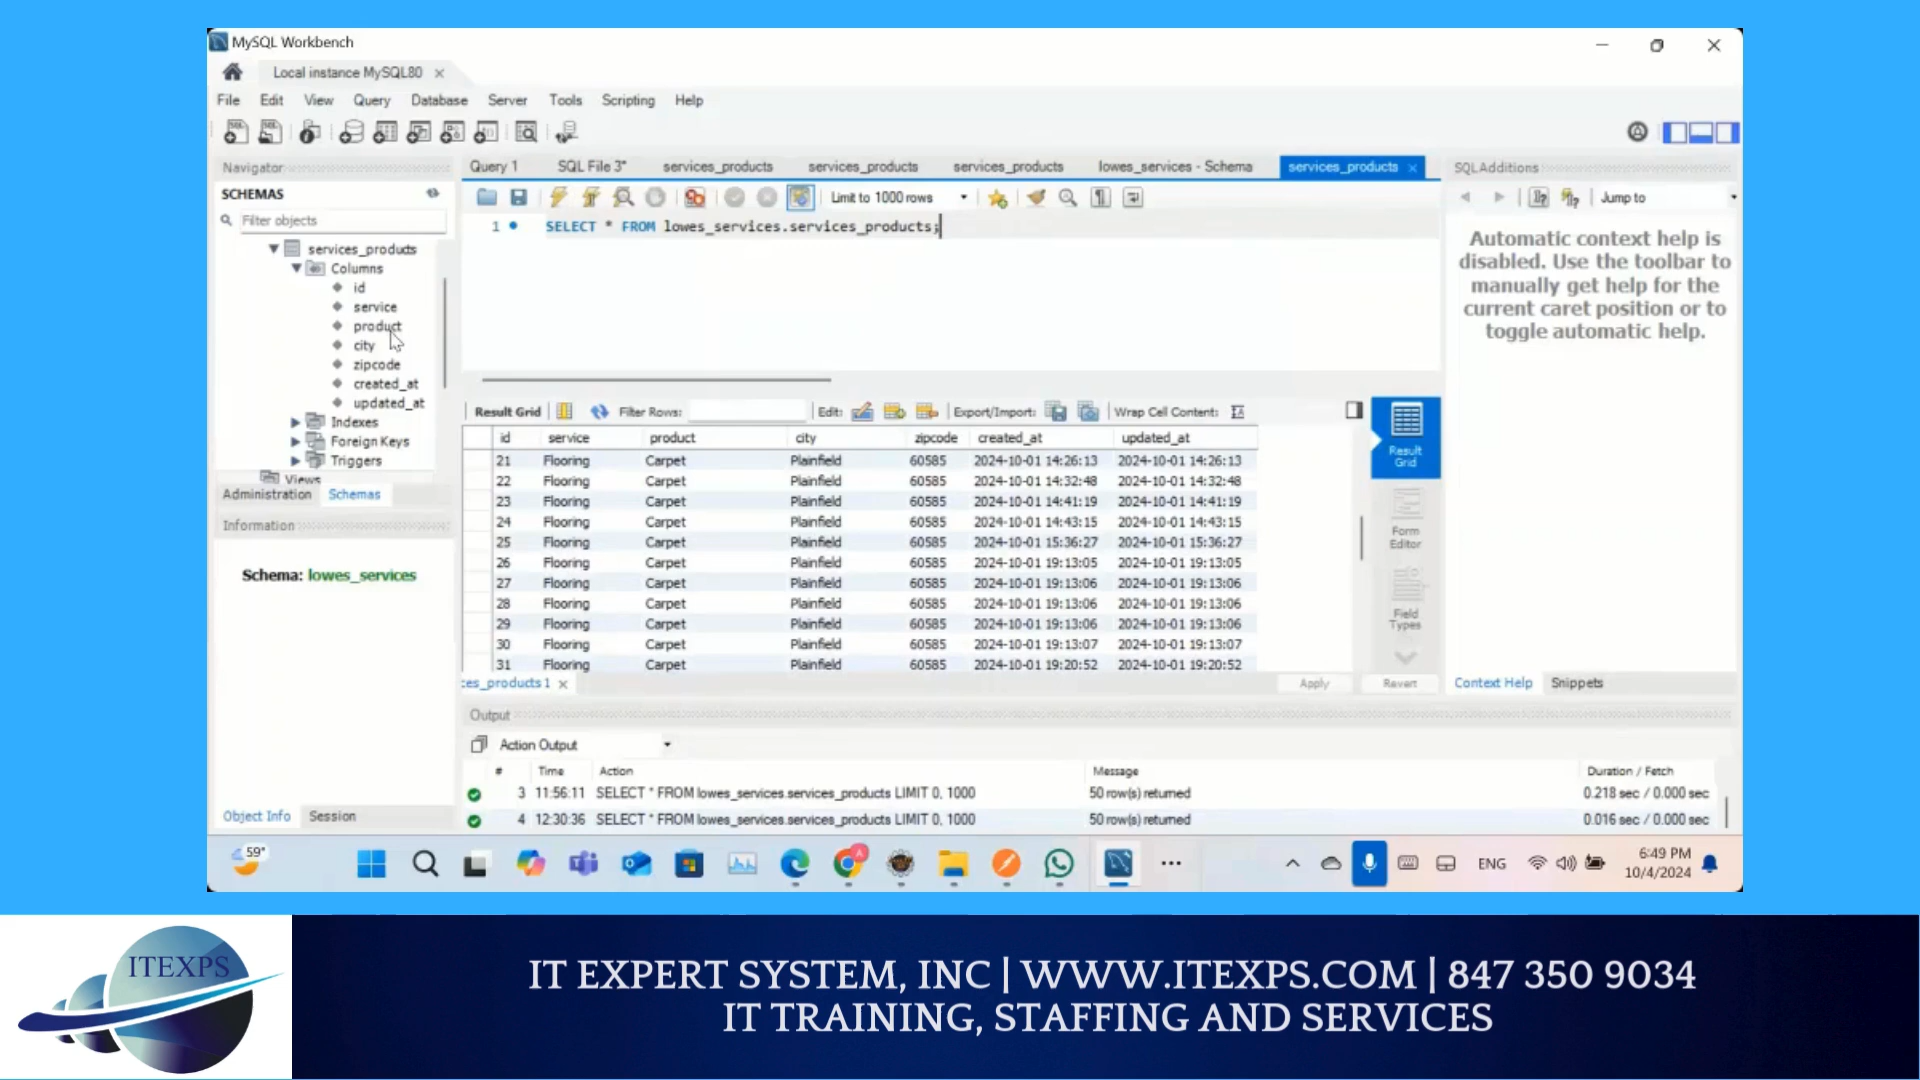 MySQL Workbench
Local instance MySQL80
File Edit View Query Database Server Tools Scripting Help
Navigator
SCHEMAS
Filter objects
services_products
Columns
id
service
product
city
zipcode
created_at
updated_at
Indexes
Foreign Keys
Triggers
Views
Administration Schemas
Information
Schema: lowes_services
Object Info Session
Query 1 SQL File 3* services_products services_products services_products lowes_services - Schema services_products
Limit to 1000 rows
1 SELECT * FROM lowes_services.services_products;
Result Grid Filter Rows: Edit: Export/Import: Wrap Cell Content:
id service product city zipcode created_at updated_at
21 Flooring Carpet Plainfield 60585 2024-10-01 14:26:13 2024-10-01 14:26:13
22 Flooring Carpet Plainfield 60585 2024-10-01 14:32:48 2024-10-01 14:32:48
23 Flooring Carpet Plainfield 60585 2024-10-01 14:41:19 2024-10-01 14:41:19
24 Flooring Carpet Plainfield 60585 2024-10-01 14:43:15 2024-10-01 14:43:15
25 Flooring Carpet Plainfield 60585 2024-10-01 15:36:27 2024-10-01 15:36:27
26 Flooring Carpet Plainfield 60585 2024-10-01 19:13:05 2024-10-01 19:13:05
27 Flooring Carpet Plainfield 60585 2024-10-01 19:13:06 2024-10-01 19:13:06
28 Flooring Carpet Plainfield 60585 2024-10-01 19:13:06 2024-10-01 19:13:06
29 Flooring Carpet Plainfield 60585 2024-10-01 19:13:06 2024-10-01 19:13:06
30 Flooring Carpet Plainfield 60585 2024-10-01 19:13:07 2024-10-01 19:13:07
31 Flooring Carpet Plainfield 60585 2024-10-01 19:20:52 2024-10-01 19:20:52
ces_products 1
Apply Revert
Result
Grid
Form
Editor
Field
Types
SQLAdditions
Jump to
Automatic context help is
disabled. Use the toolbar to
manually get help for the
current caret position or to
toggle automatic help.
Context Help Snippets
Output
Action Output
# Time Action Message Duration / Fetch
3 11:56:11 SELECT * FROM lowes_services.services_products LIMIT 0, 1000 50 row(s) returned 0.218 sec / 0.000 sec
4 12:30:36 SELECT * FROM lowes_services.services_products LIMIT 0, 1000 50 row(s) returned 0.016 sec / 0.000 sec
59°
ENG
6:49 PM
10/4/2024
ITEXPS
IT EXPERT SYSTEM, INC | WWW.ITEXPS.COM | 847 350 9034
IT TRAINING, STAFFING AND SERVICES